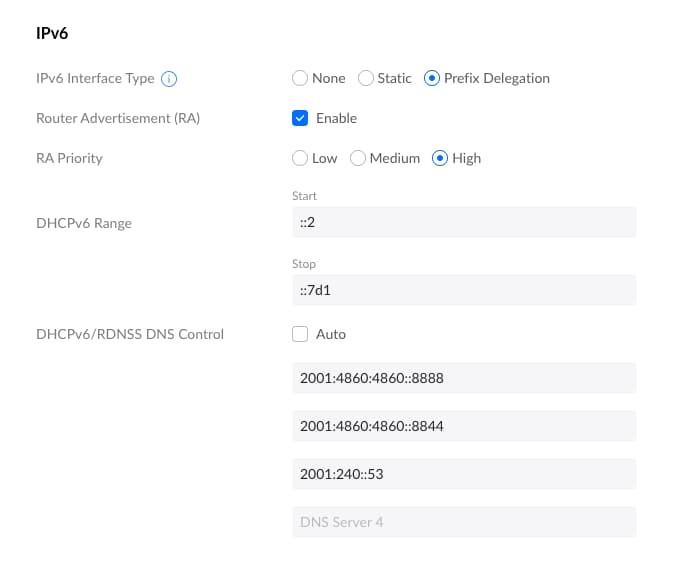 IPv6
IPv6 Interface Type
None Static Prefix Delegation
Router Advertisement (RA)
Enable
RA Priority
Low Medium High
Start
DHCPv6 Range
::2
Stop
::7d1
DHCPv6/RDNSS DNS Control
Auto
2001:4860:4860::8888
2001:4860:4860::8844
2001:240::53
DNS Server 4